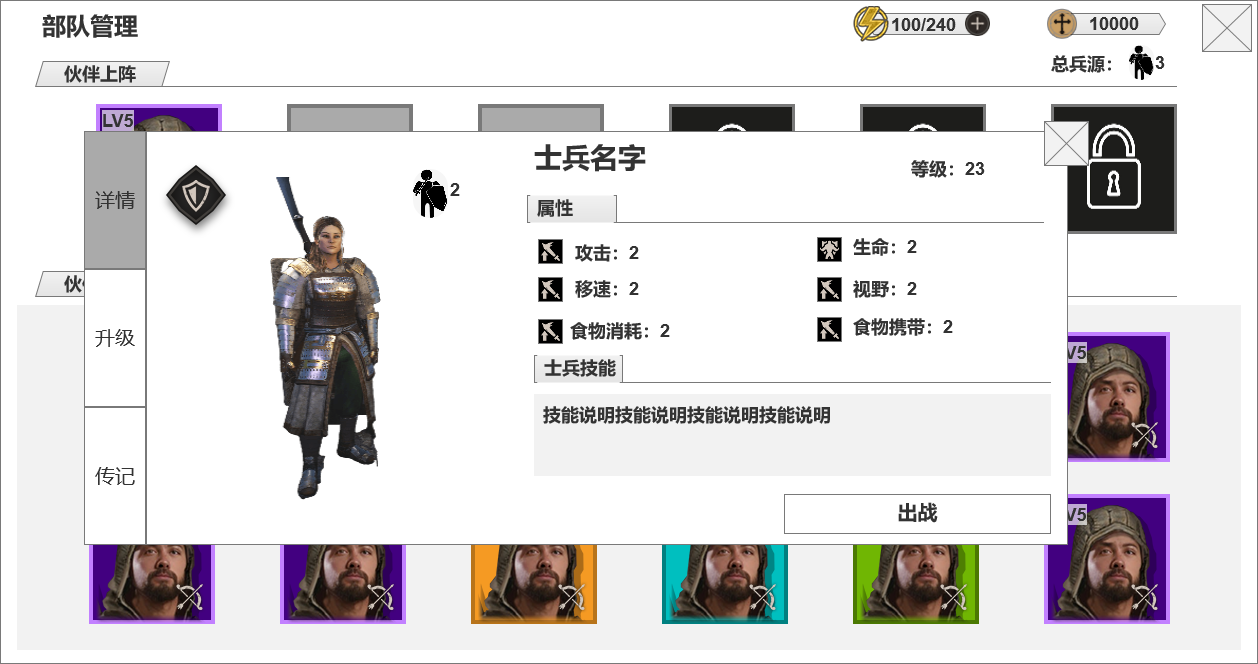 部队管理
100/240
10000
总兵源：
3
伙伴上阵
LV5
士兵名字
等级：23
详情
2
属性
攻击：2
生命：2
伙
移速：2
视野：2
升级
食物消耗：2
食物携带：2
V5
士兵技能
技能说明技能说明技能说明技能说明
传记
出战
V5